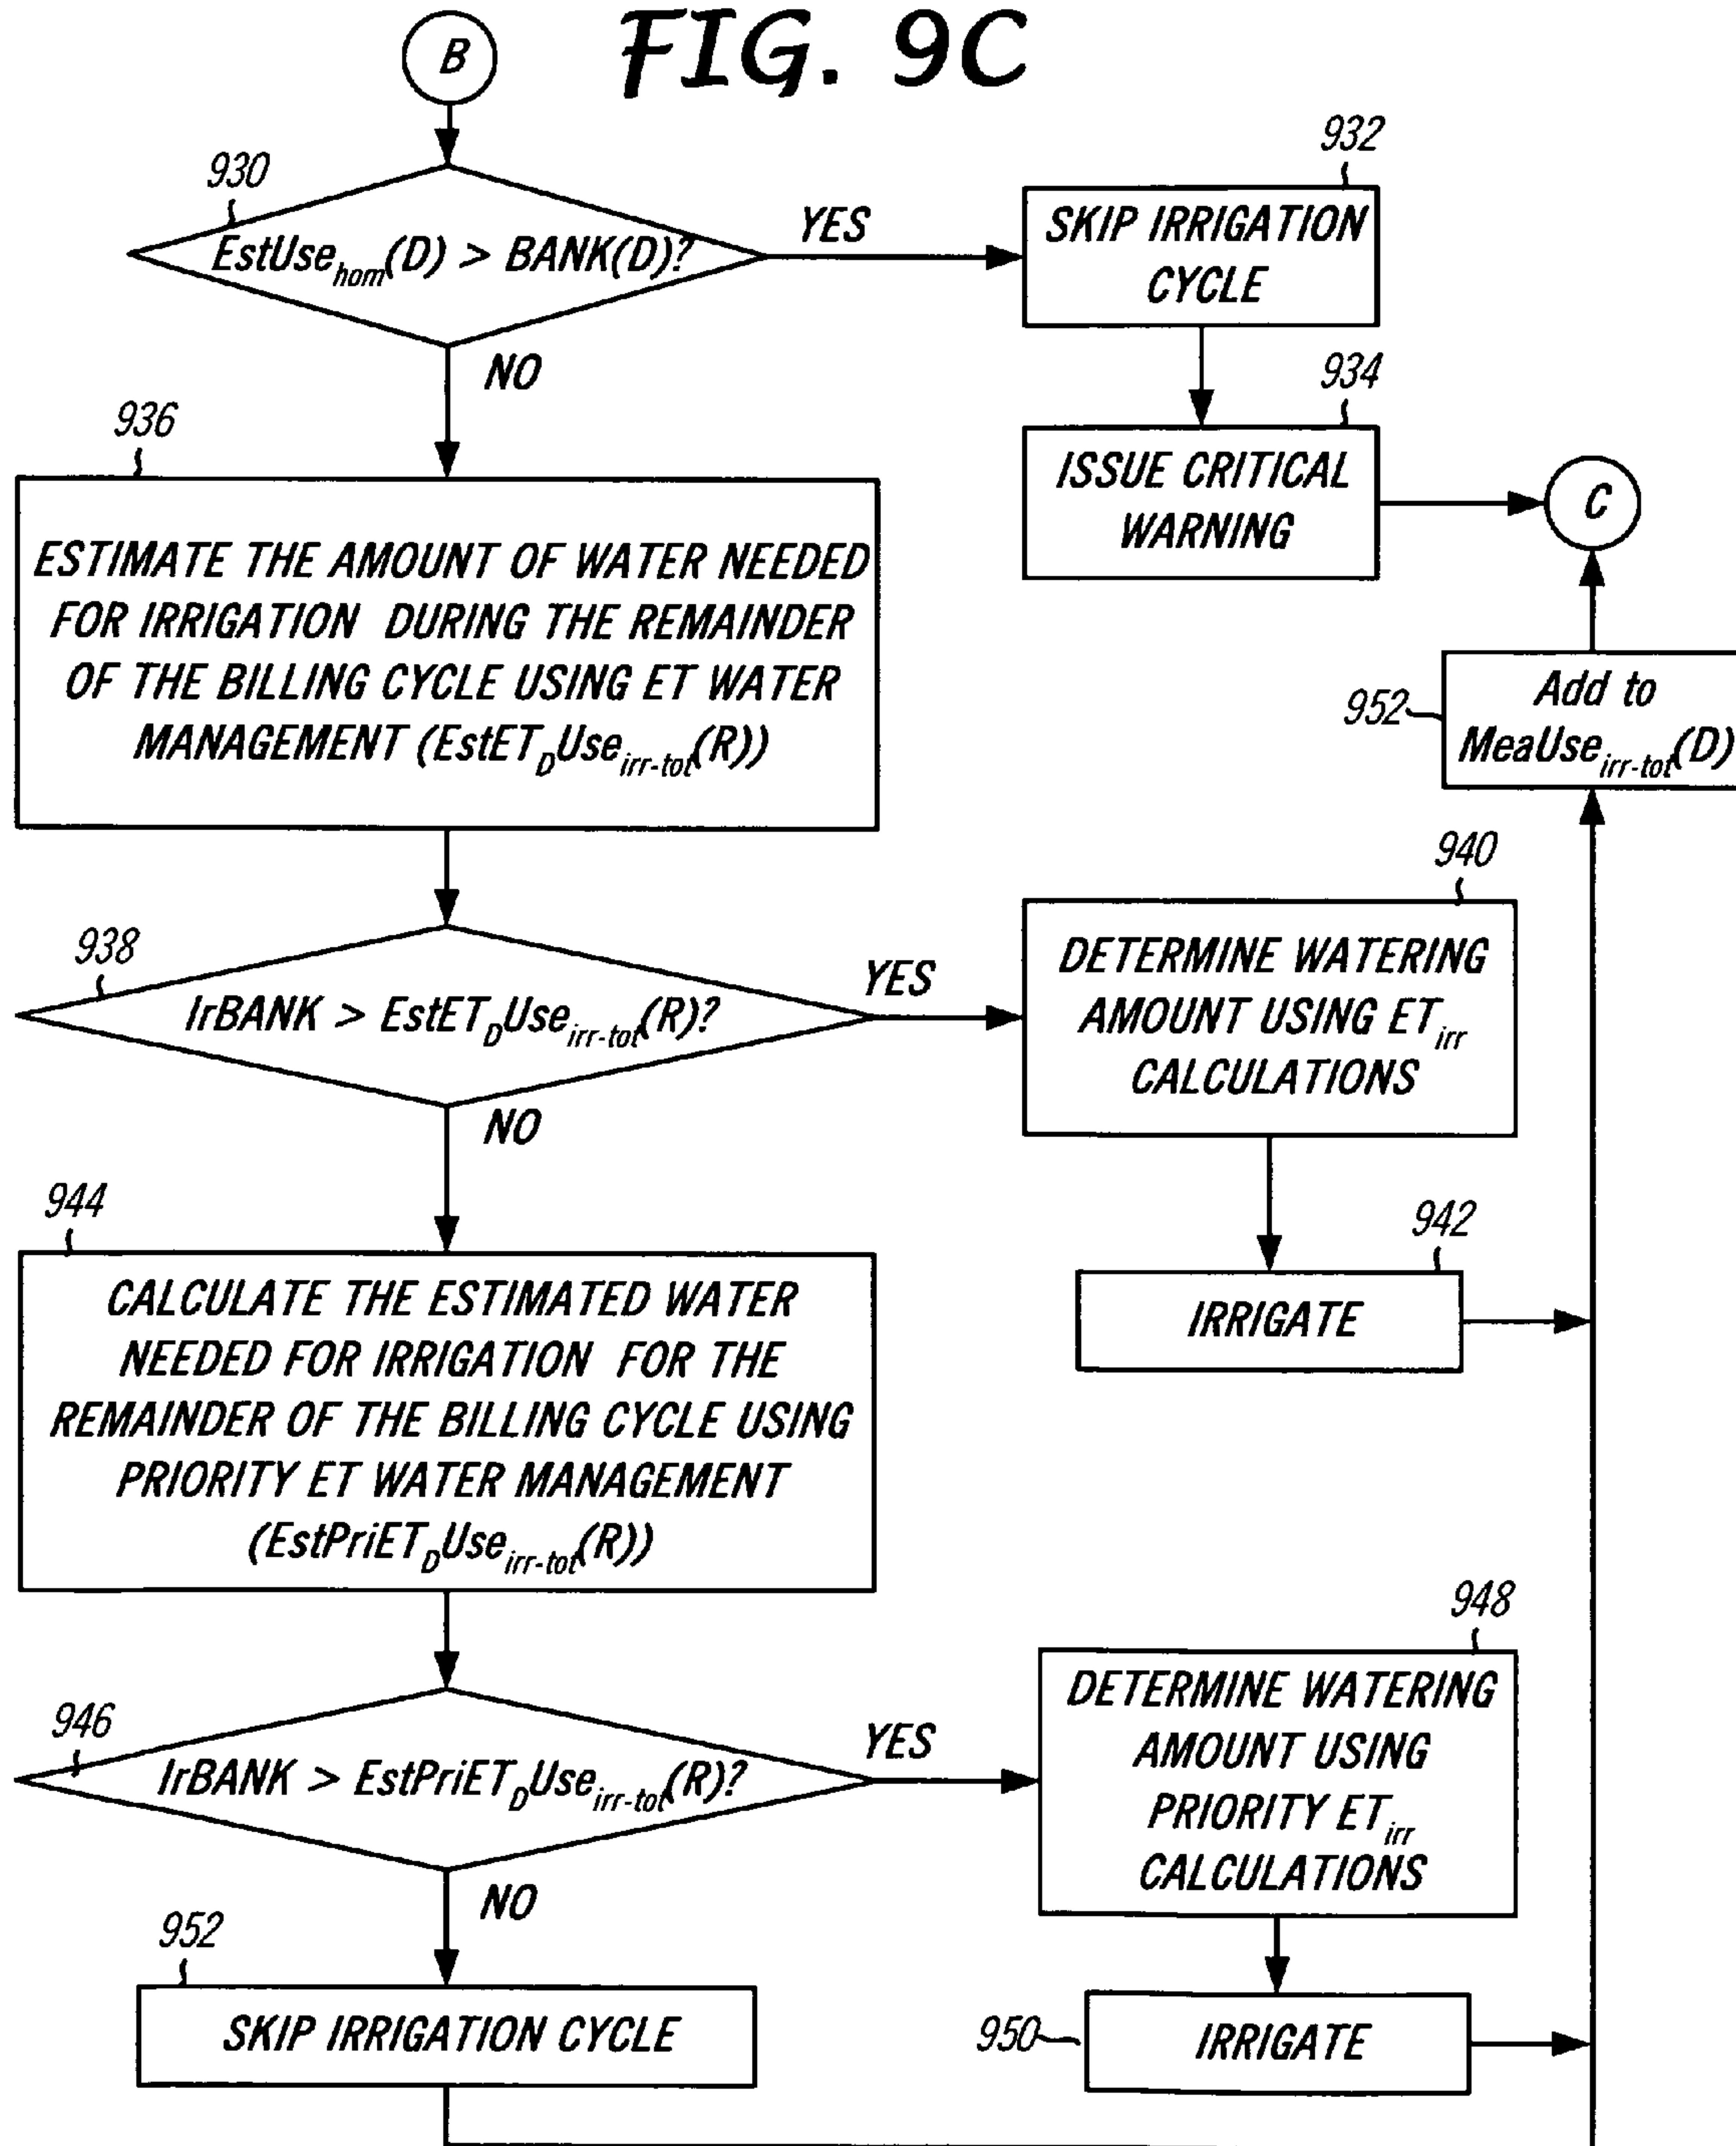 FIG. 9C
B
930
EstUse_hom(D) > BANK(D)?
YES
932
SKIP IRRIGATION
CYCLE
NO
934
ISSUE CRITICAL
WARNING
C
936
ESTIMATE THE AMOUNT OF WATER NEEDED
FOR IRRIGATION DURING THE REMAINDER
OF THE BILLING CYCLE USING ET WATER
MANAGEMENT (EstET_DUse_irr-tot(R))
952
Add to
MeaUse_irr-tot(D)
938
IrBANK > EstET_DUse_irr-tot(R)?
YES
940
DETERMINE WATERING
AMOUNT USING ET_irr
CALCULATIONS
NO
942
IRRIGATE
944
CALCULATE THE ESTIMATED WATER
NEEDED FOR IRRIGATION FOR THE
REMAINDER OF THE BILLING CYCLE USING
PRIORITY ET WATER MANAGEMENT
(EstPriET_DUse_irr-tot(R))
946
IrBANK > EstPriET_DUse_irr-tot(R)?
YES
948
DETERMINE WATERING
AMOUNT USING
PRIORITY ET_irr
CALCULATIONS
NO
952
SKIP IRRIGATION CYCLE
950
IRRIGATE